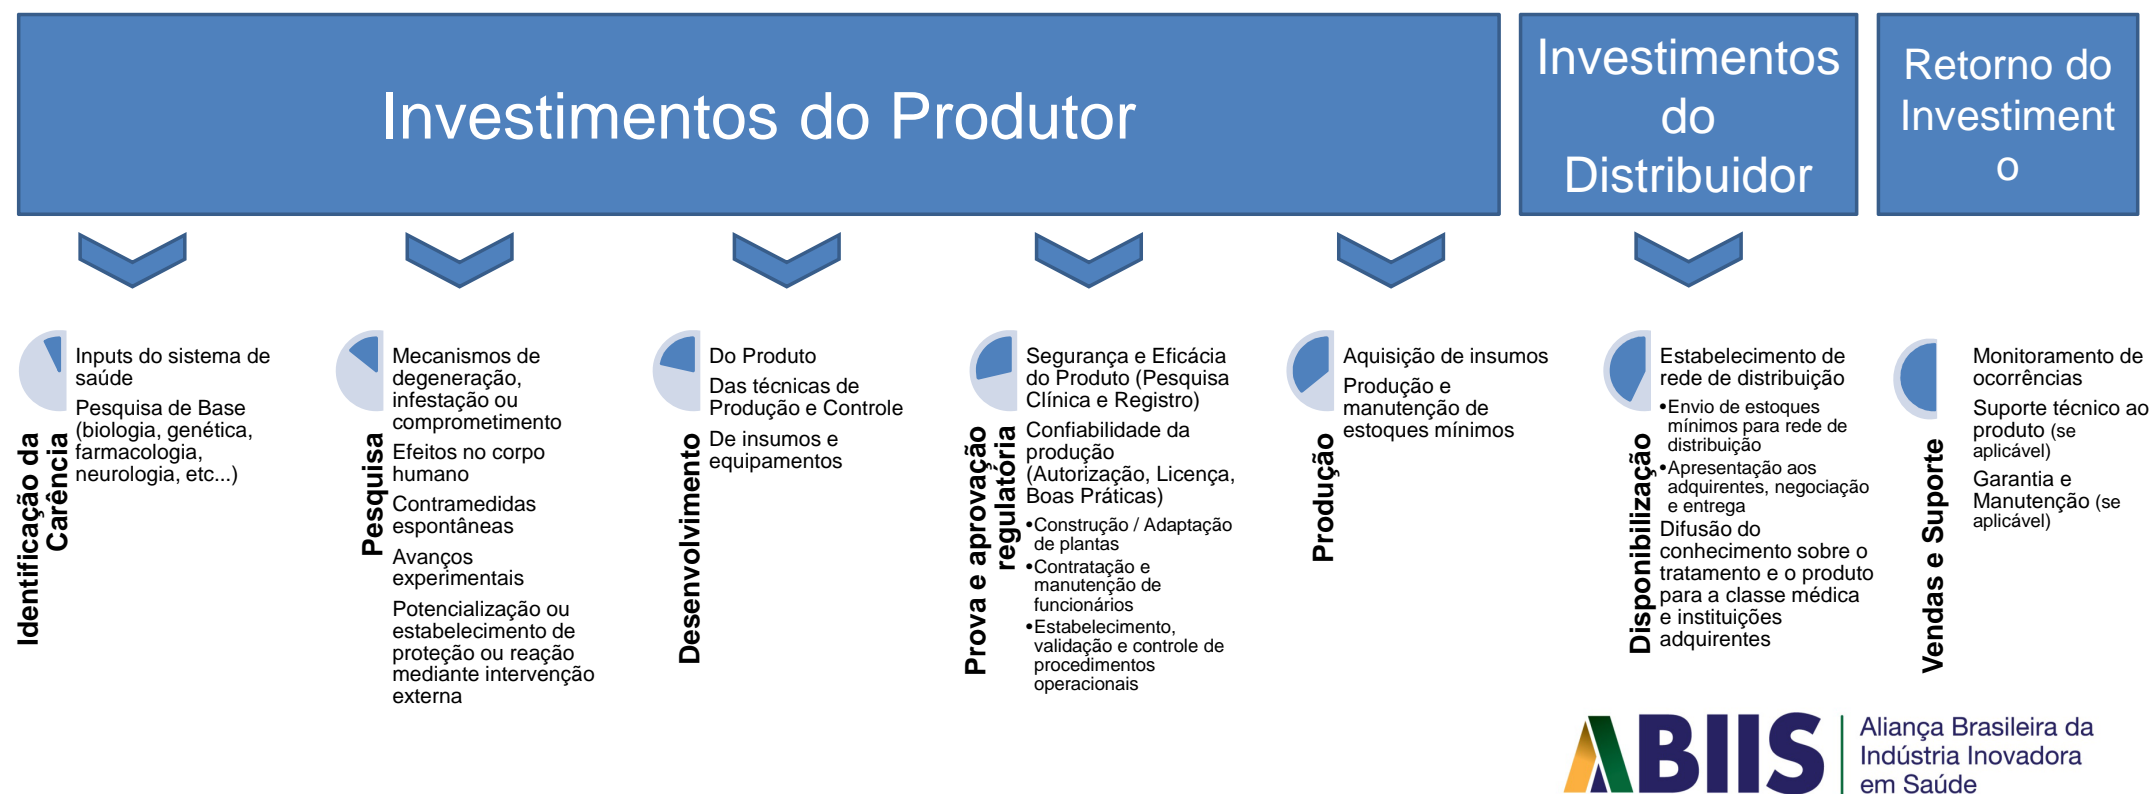 Investimentos do Produtor
Investimentos
do
Distribuidor
Retorno do
Investiment
o
Identificação da
Carência
Inputs do sistema de
saúde
Pesquisa de Base
(biologia, genética,
farmacologia,
neurologia, etc...)
Pesquisa
Mecanismos de
degeneração,
infestação ou
comprometimento
Efeitos no corpo
humano
Contramedidas
espontâneas
Avanços
experimentais
Potencialização ou
estabelecimento de
proteção ou reação
mediante intervenção
externa
Desenvolvimento
Do Produto
Das técnicas de
Produção e Controle
De insumos e
equipamentos
Prova e aprovação
regulatória
Segurança e Eficácia
do Produto (Pesquisa
Clínica e Registro)
Confiabilidade da
produção
(Autorização, Licença,
Boas Práticas)
•Construção / Adaptação
de plantas
•Contratação e
manutenção de
funcionários
•Estabelecimento,
validação e controle de
procedimentos
operacionais
Produção
Aquisição de insumos
Produção e
manutenção de
estoques mínimos
Disponibilização
Estabelecimento de
rede de distribuição
•Envio de estoques
mínimos para rede de
distribuição
•Apresentação aos
adquirentes, negociação
e entrega
Difusão do
conhecimento sobre o
tratamento e o produto
para a classe médica
e instituições
adquirentes
Vendas e Suporte
Monitoramento de
ocorrências
Suporte técnico ao
produto (se
aplicável)
Garantia e
Manutenção (se
aplicável)
ABIIS
Aliança Brasileira da
Indústria Inovadora
em Saúde